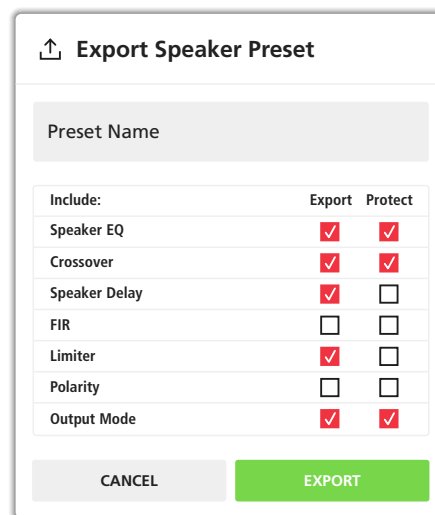 Export Speaker Preset
Preset Name
Include: Export Protect
Speaker EQ
Crossover
Speaker Delay
FIR
Limiter
Polarity
Output Mode
CANCEL EXPORT